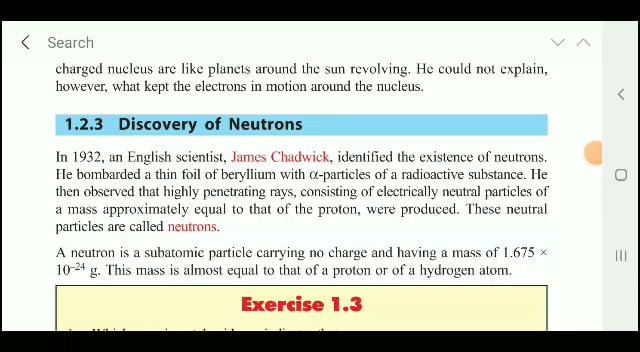 Search
charged nucleus are like planets around the sun revolving. He could not explain,
however, what kept the electrons in motion around the nucleus.
1.2.3 Discovery of Neutrons
In 1932, an English scientist, James Chadwick, identified the existence of neutrons.
He bombarded a thin foil of beryllium with α-particles of a radioactive substance. He
then observed that highly penetrating rays, consisting of electrically neutral particles of
a mass approximately equal to that of the proton, were produced. These neutral
particles are called neutrons.
A neutron is a subatomic particle carrying no charge and having a mass of 1.675 ×
10⁻²⁴ g. This mass is almost equal to that of a proton or of a hydrogen atom.
Exercise 1.3